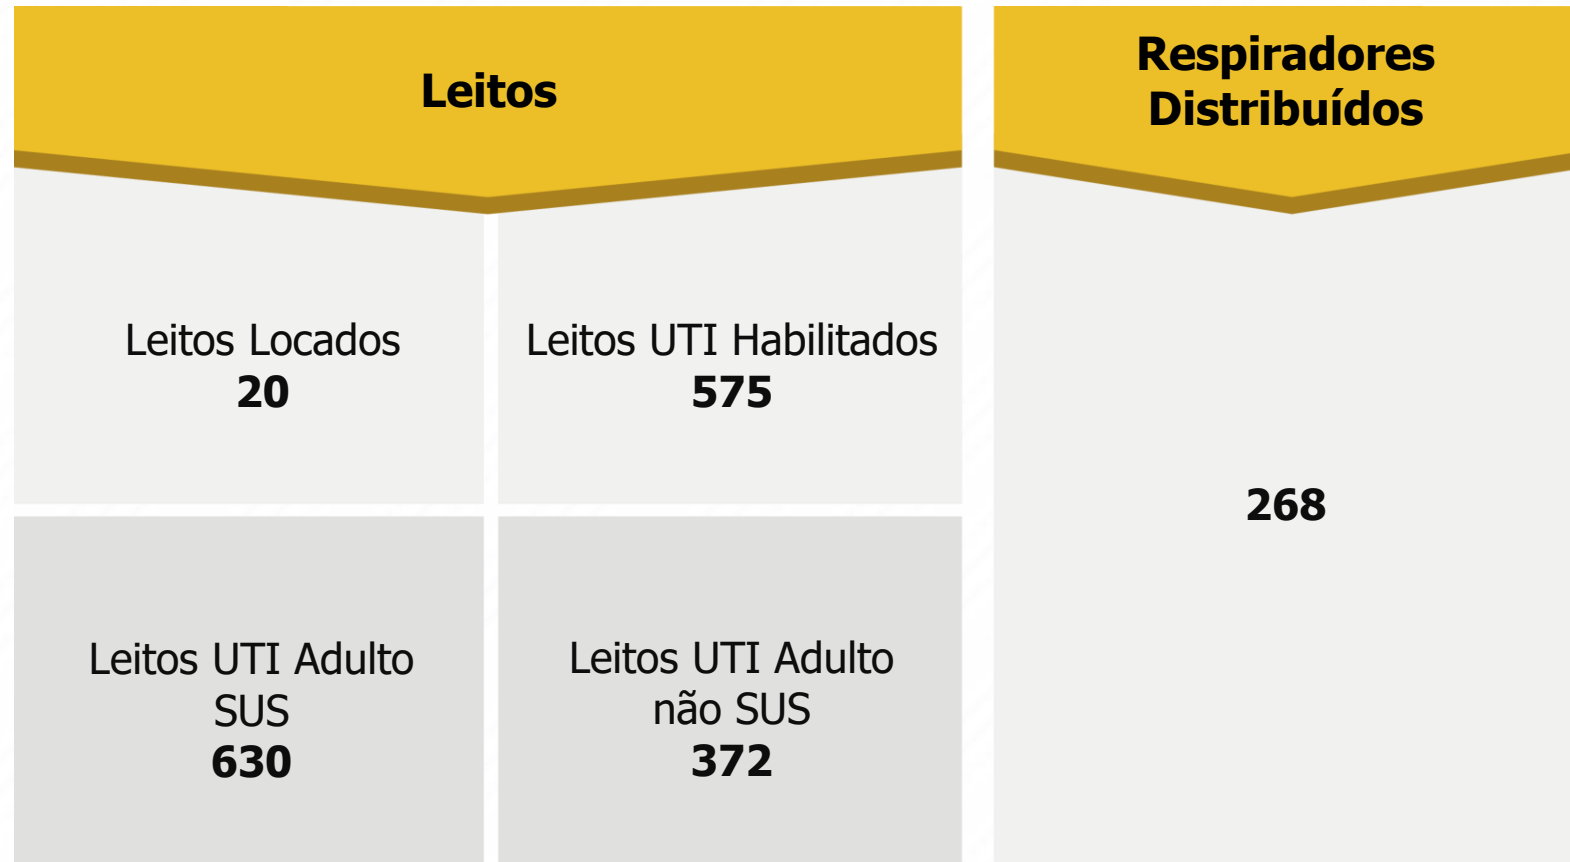 Leitos
Leitos Locados
20
Leitos UTI Habilitados
575
Leitos UTI Adulto
SUS
630
Leitos UTI Adulto
não SUS
372
Respiradores
Distribuídos
268